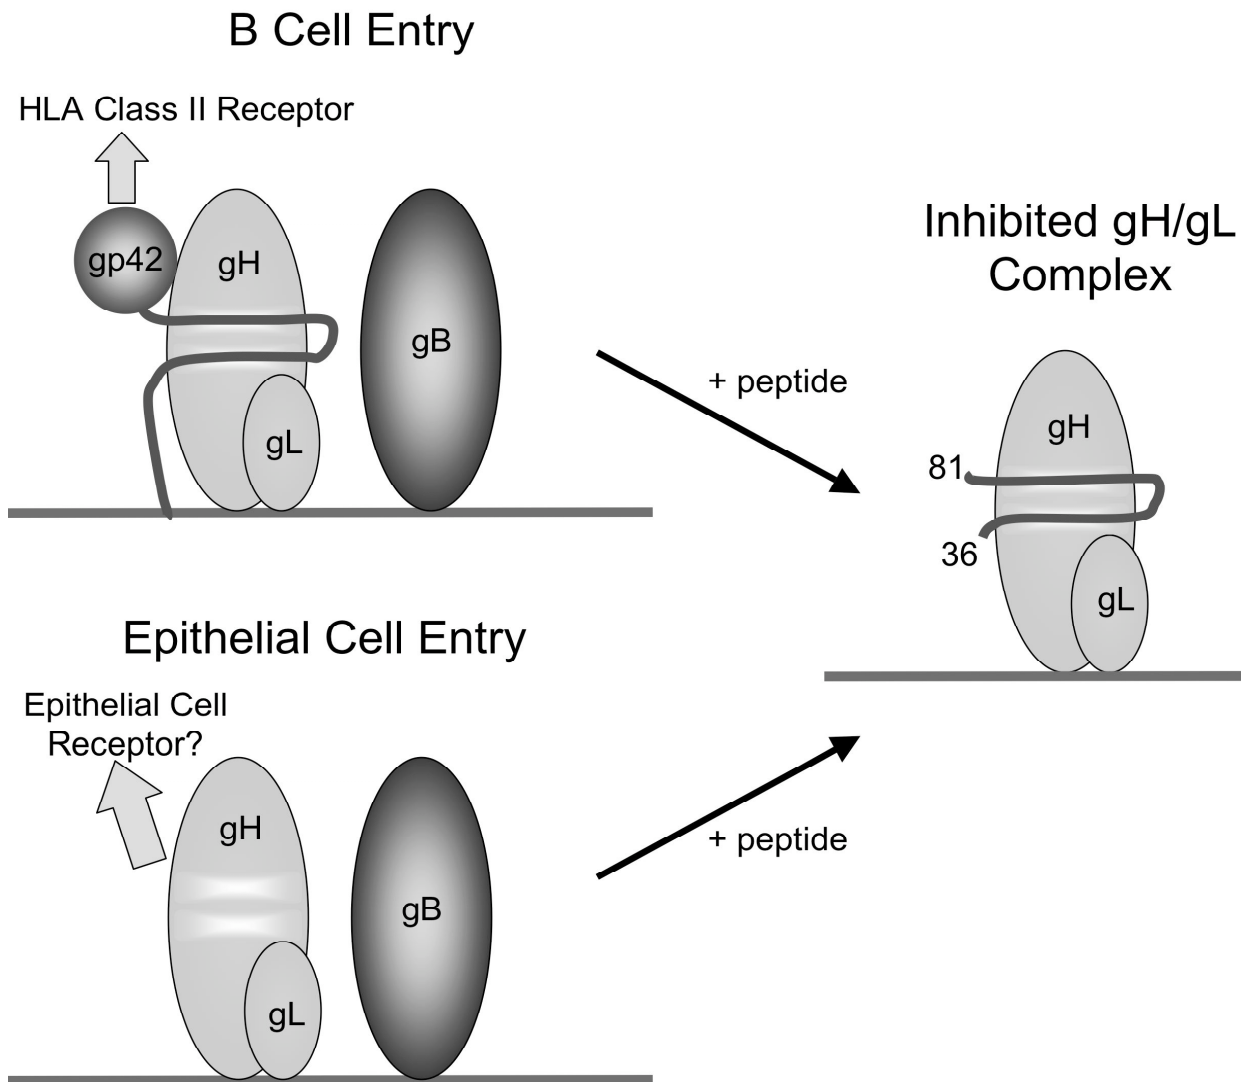 B Cell Entry
HLA Class II Receptor
gp42
gH
gB
gL
+ peptide
Inhibited gH/gL
Complex
gH
81
36
gL
Epithelial Cell Entry
Epithelial Cell
Receptor?
gH
gB
gL
+ peptide